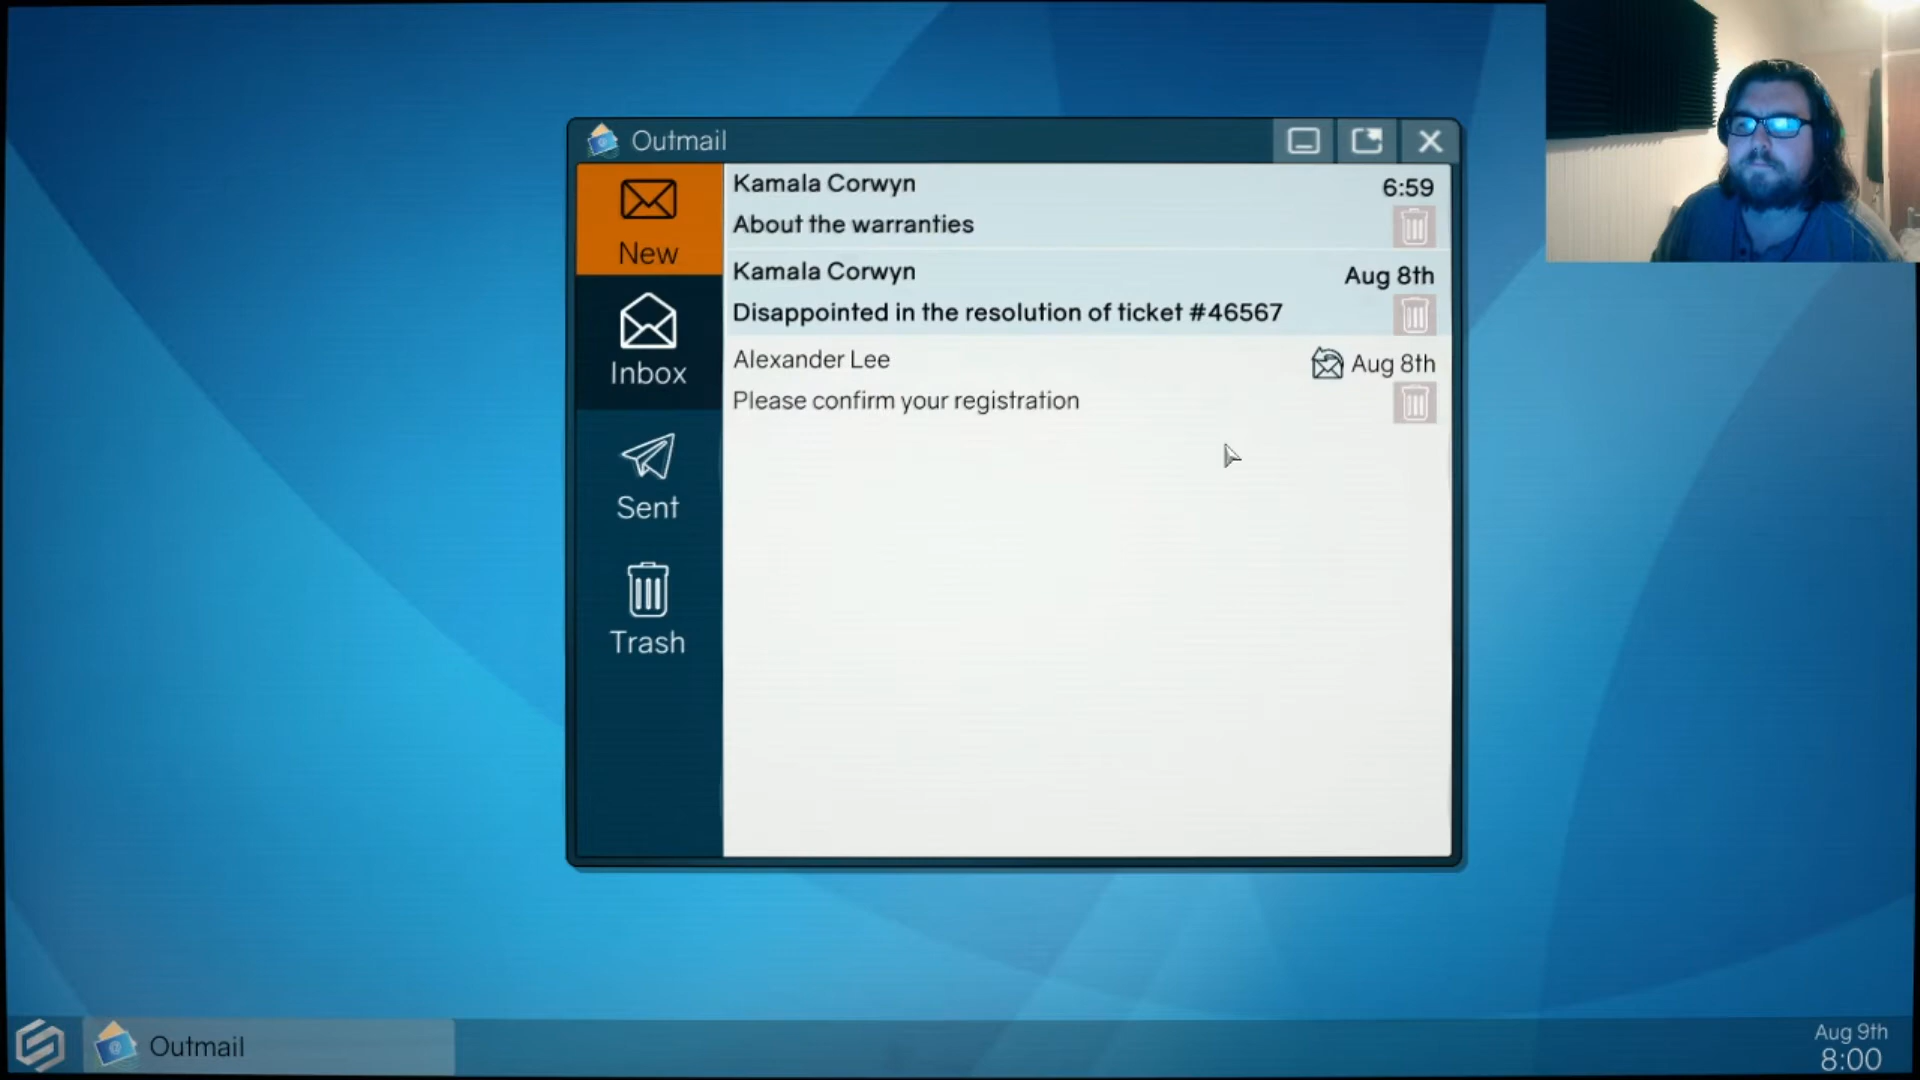 Outmail
New
Inbox
Sent
Trash
Kamala Corwyn
6:59
About the warranties
Kamala Corwyn
Aug 8th
Disappointed in the resolution of ticket #46567
Alexander Lee
Aug 8th
Please confirm your registration
Outmail
Aug 9th
8:00